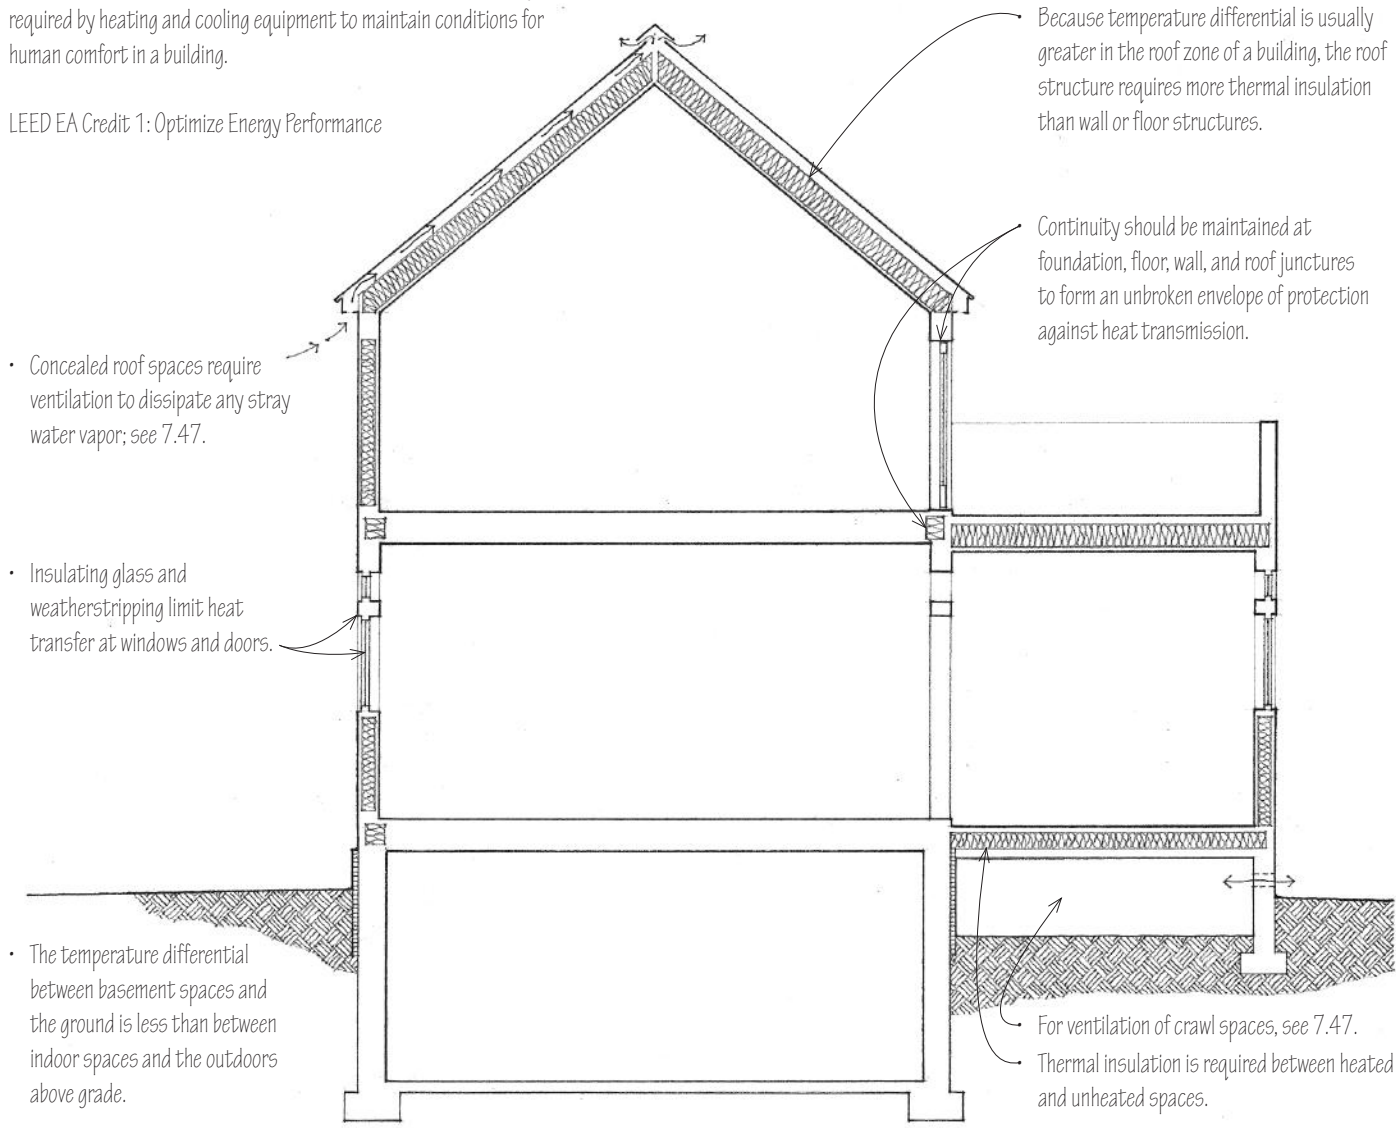 required by heating and cooling equipment to maintain conditions for
human comfort in a building.
LEED EA Credit 1: Optimize Energy Performance
Because temperature differential is usually
greater in the roof zone of a building, the roof
structure requires more thermal insulation
than wall or floor structures.
Continuity should be maintained at
foundation, floor, wall, and roof junctures
to form an unbroken envelope of protection
against heat transmission.
• Concealed roof spaces require
ventilation to dissipate any stray
water vapor; see 7.47.
• Insulating glass and
weatherstripping limit heat
transfer at windows and doors.
• The temperature differential
between basement spaces and
the ground is less than between
indoor spaces and the outdoors
above grade.
For ventilation of crawl spaces, see 7.47.
Thermal insulation is required between heated
and unheated spaces.